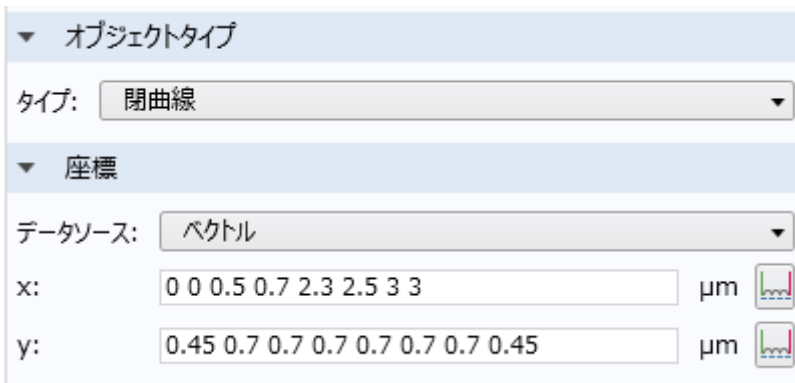 オブジェクトタイプ
タイプ: 閉曲線
座標
データソース: ベクトル
x: 0 0 0.5 0.7 2.3 2.5 3 3 µm
y: 0.45 0.7 0.7 0.7 0.7 0.7 0.7 0.45 µm